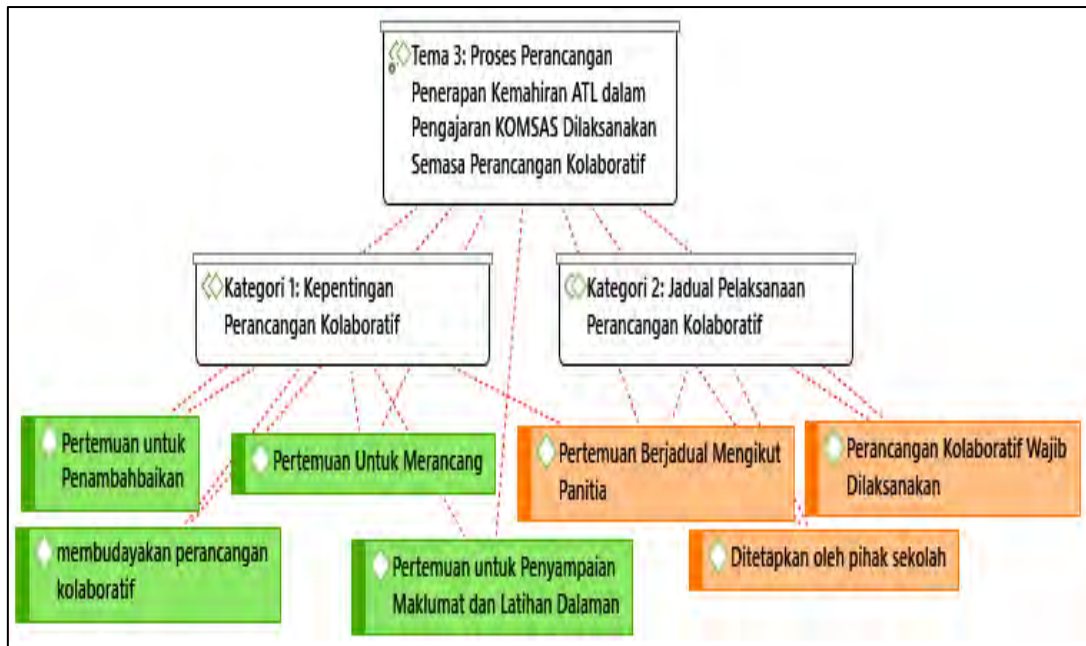 Tema 3: Proses Perancangan
Penerapan Kemahiran ATL dalam
Pengajaran KOMSAS Dilaksanakan
Semasa Perancangan Kolaboratif
Kategori 1: Kepentingan
Perancangan Kolaboratif
Kategori 2: Jadual Pelaksanaan
Perancangan Kolaboratif
Pertemuan untuk
Penambahbaikan
Pertemuan Untuk Merancang
Pertemuan Berjadual Mengikut
Panitia
Perancangan Kolaboratif Wajib
Dilaksanakan
membudayakan perancangan
kolaboratif
Pertemuan untuk Penyampaian
Maklumat dan Latihan Dalaman
Ditetapkan oleh pihak sekolah